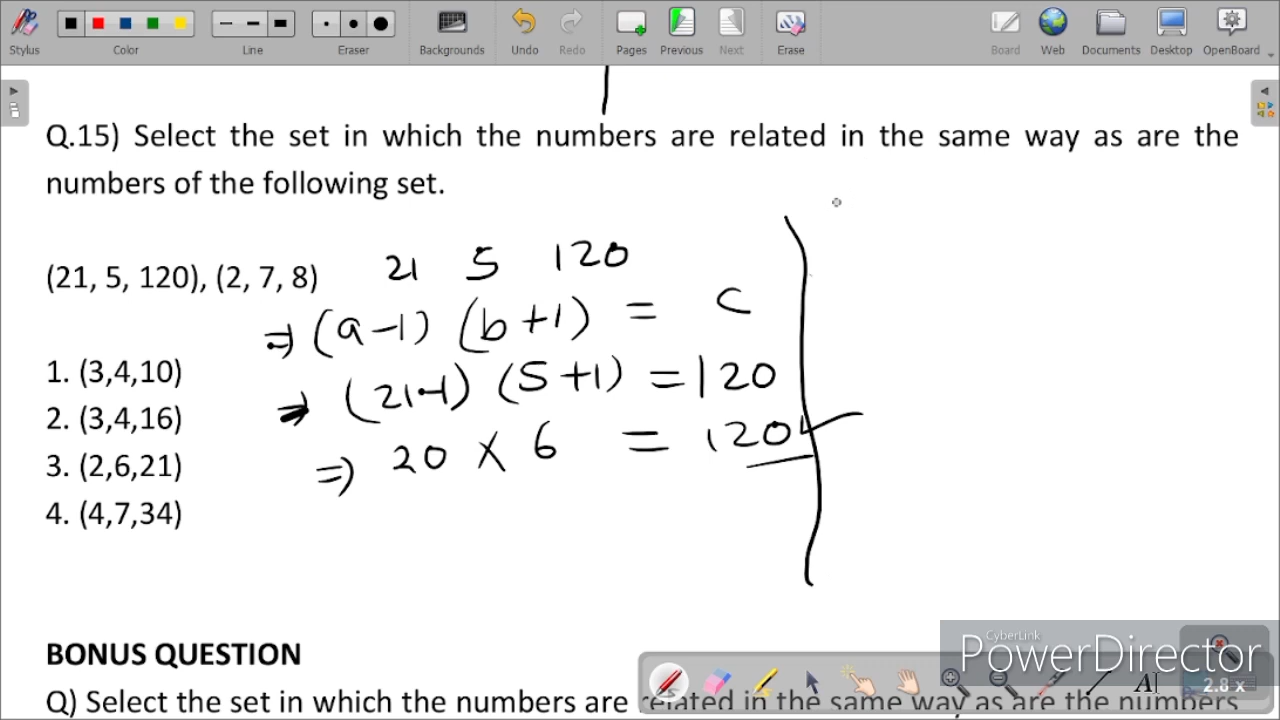 Stylus Color Line Eraser Backgrounds Undo Redo Pages Previous Next Erase Board Web Documents Desktop OpenBoard
Q.15) Select the set in which the numbers are related in the same way as are the
numbers of the following set.
21 5 120
(21, 5, 120), (2, 7, 8)
⇒ (a-1) (b+1) = c
1. (3,4,10)
⇒ (21-1) (5+1) = 120
2. (3,4,16)
⇒ 20 × 6 = 120
3. (2,6,21)
4. (4,7,34)
BONUS QUESTION
CyberLink
PowerDirector
2.8 x
Q) Select the set in which the numbers are related in the same way as are the numbers